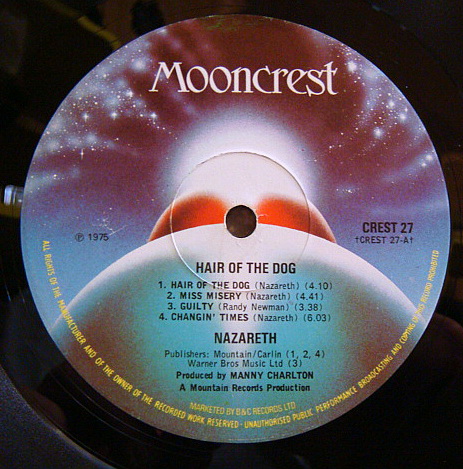 Mooncrest
℗ 1975
CREST 27
†CREST 27-A†
HAIR OF THE DOG
1. HAIR OF THE DOG (Nazareth) (4.10)
2. MISS MISERY (Nazareth) (4.41)
3. GUILTY (Randy Newman) (3.38)
4. CHANGIN' TIMES (Nazareth) (6.03)
NAZARETH
Publishers: Mountain/Carlin (1, 2, 4)
Warner Bros Music Ltd (3)
Produced by MANNY CHARLTON
A Mountain Records Production
MARKETED BY B&C RECORDS LTD
ALL RIGHTS OF THE MANUFACTURER AND OF THE OWNER OF THE RECORDED WORK RESERVED · UNAUTHORISED PUBLIC PERFORMANCE BROADCASTING AND COPYING OF THIS RECORD PROHIBITED